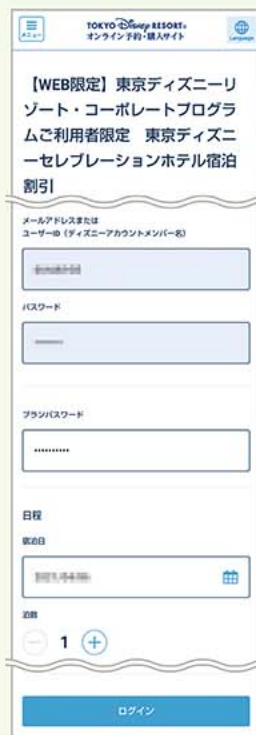 メニュー
TOKYO Disney RESORT®
オンライン予約・購入サイト
Language
【WEB限定】東京ディズニーリ
ゾート・コーポレートプログラ
ムご利用者限定　東京ディズニ
ーセレブレーションホテル宿泊
割引
メールアドレスまたは
ユーザーID（ディズニーアカウントメンバー名）
パスワード
プランパスワード
••••••••••
日程
宿泊日
泊数
1
ログイン